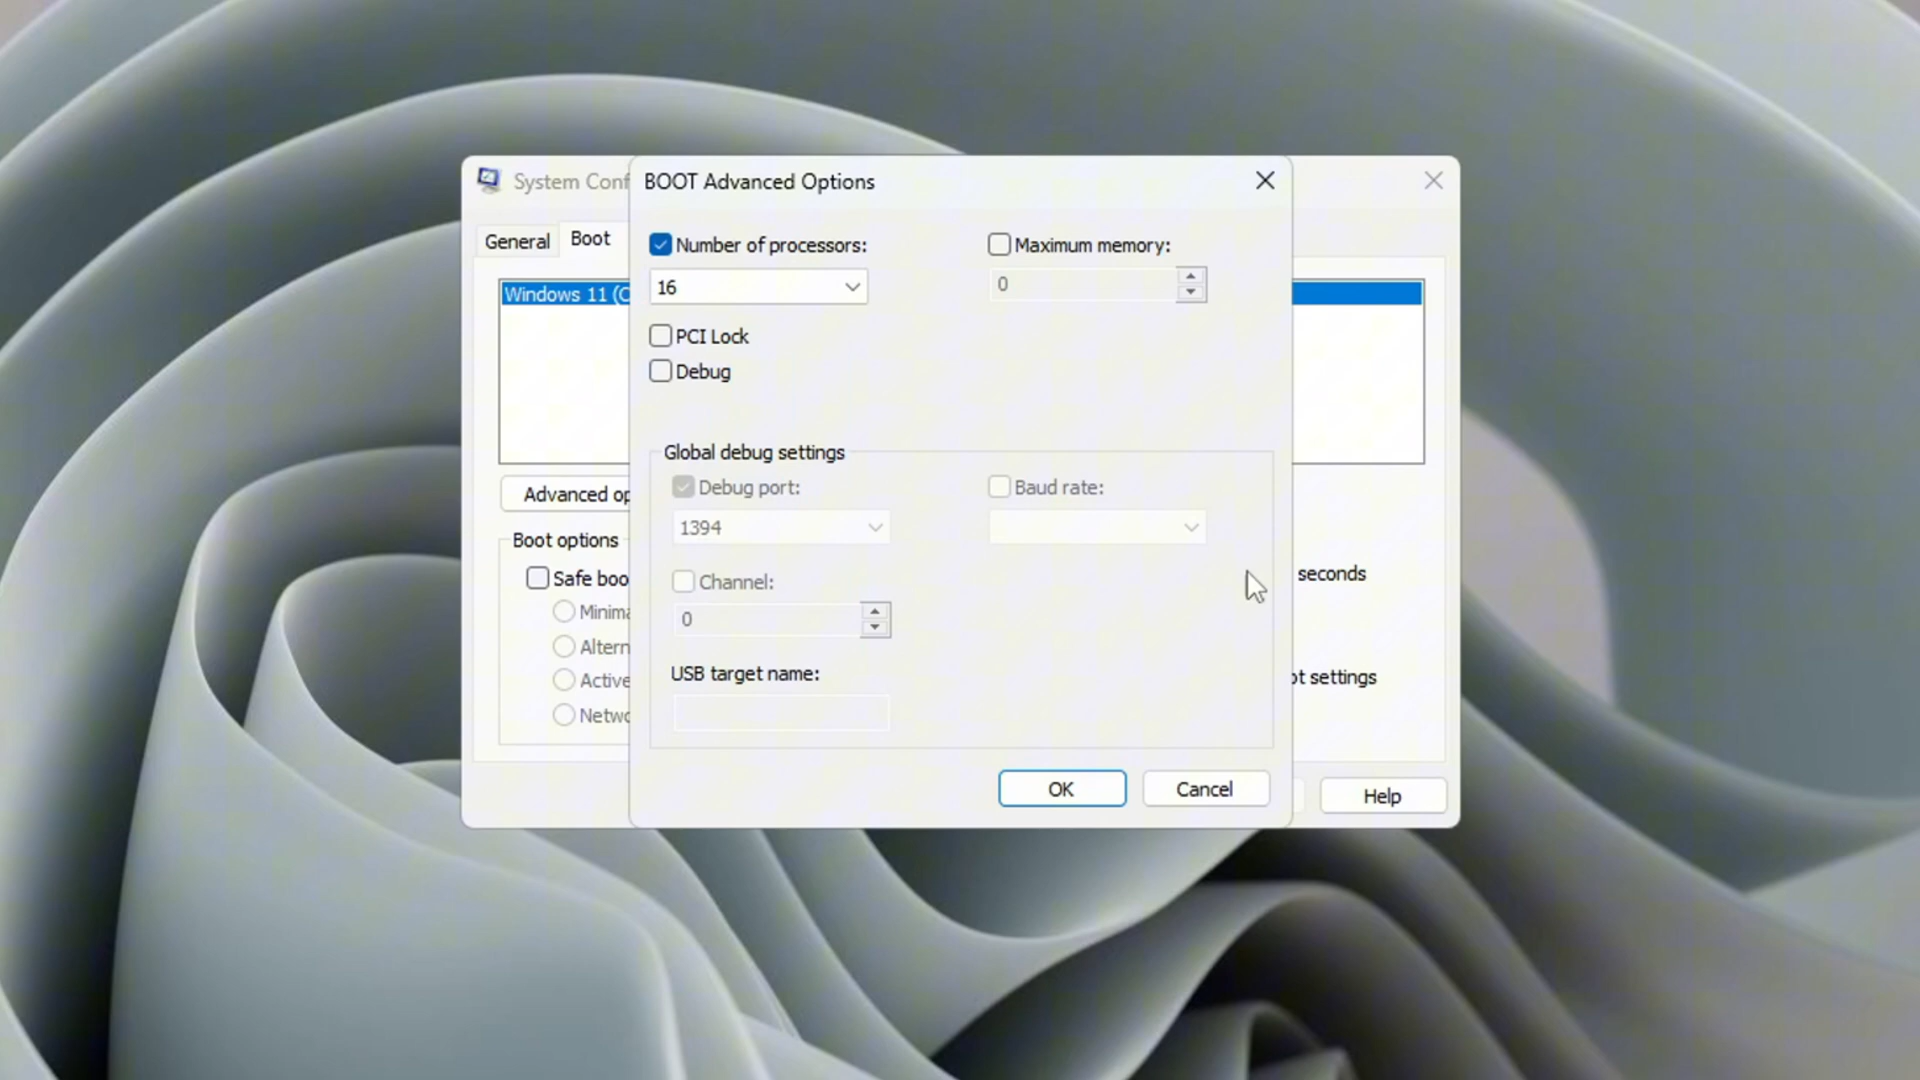 System Conf
BOOT Advanced Options
General
Boot
Number of processors:
Maximum memory:
16
0
Windows 11 (C
PCI Lock
Debug
Global debug settings
Debug port:
Baud rate:
1394
Advanced op
Boot options
Safe boo
Channel:
seconds
Minima
0
Altern
USB target name:
Active
ot settings
Netwo
OK
Cancel
Help